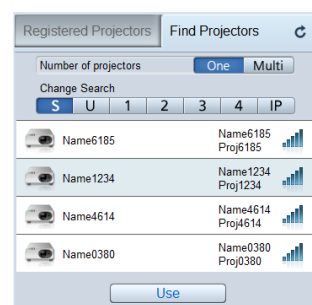 Registered Projectors Find Projectors
Number of projectors One Multi
Change Search
S U 1 2 3 4 IP
Name6185 Name6185
Proj6185
Name1234 Name1234
Proj1234
Name4614 Name4614
Proj4614
Name0380 Name0380
Proj0380
Use